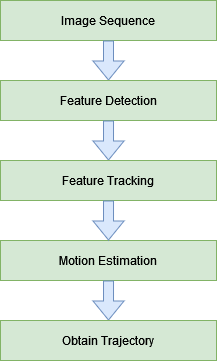 Image Sequence
Feature Detection
Feature Tracking
Motion Estimation
Obtain Trajectory